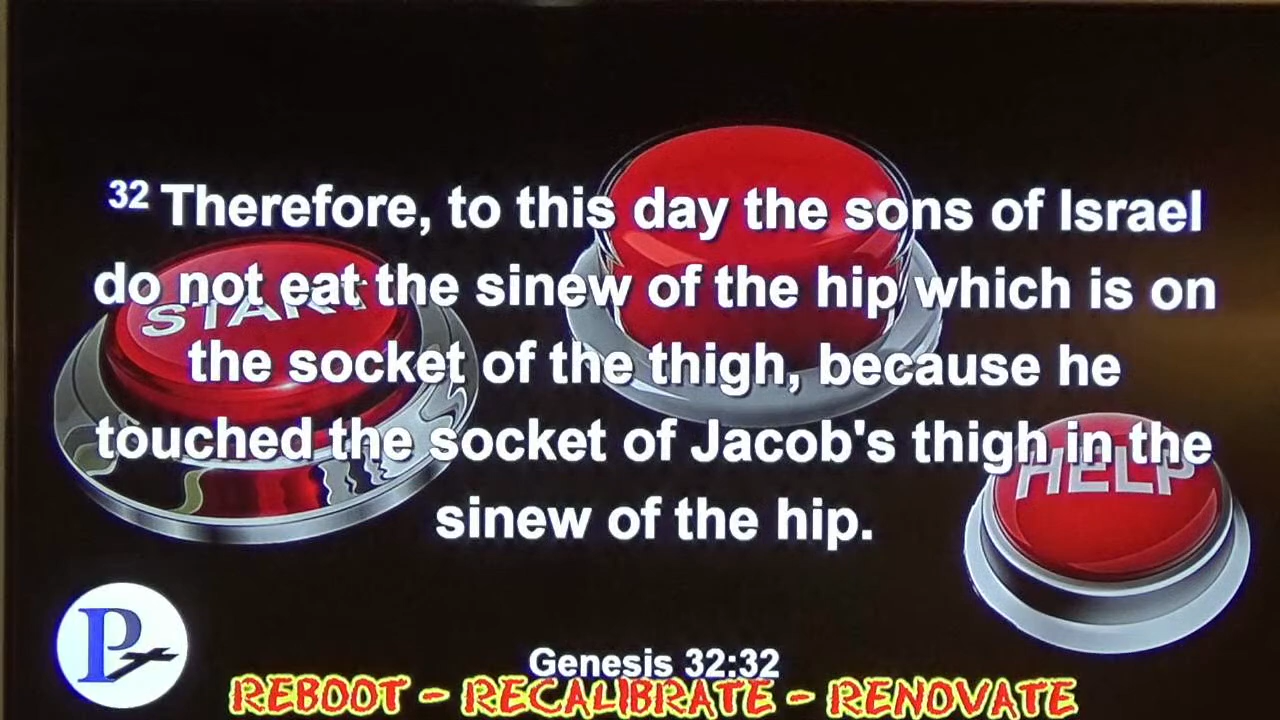 32 Therefore, to this day the sons of Israel
do not eat the sinew of the hip which is on
the socket of the thigh, because he
touched the socket of Jacob's thigh in the
sinew of the hip.
START
HELP
P
Genesis 32:32
REBOOT - RECALIBRATE - RENOVATE